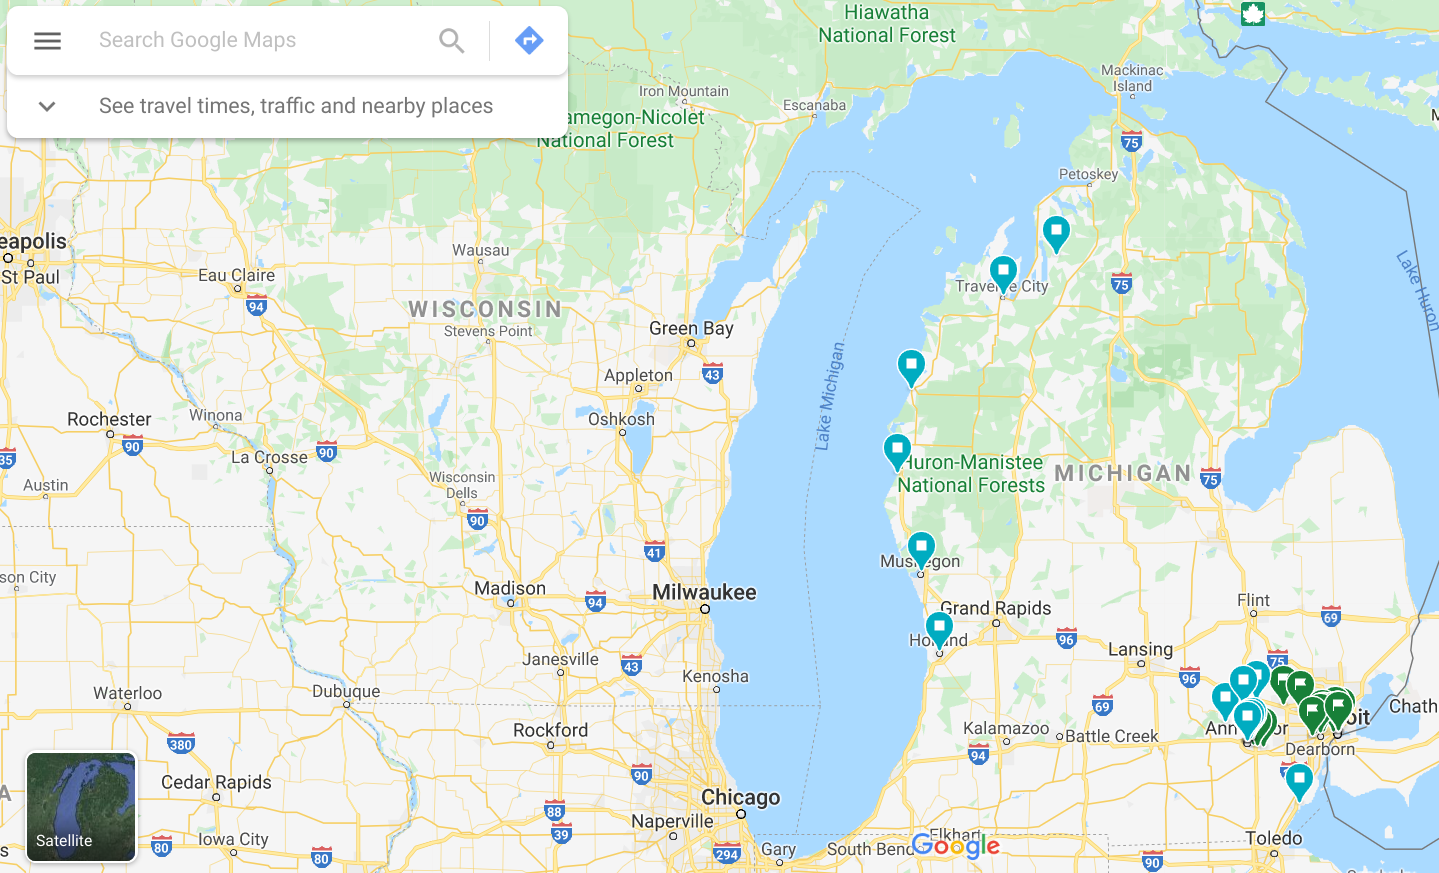 Search Google Maps
See travel times, traffic and nearby places
Hiawatha
National Forest
Mackinac
Island
Iron Mountain
Escanaba
amegon-Nicolet
National Forest
75
Petoskey
eapolis
St Paul
Wausau
Eau Claire
94
WISCONSIN
Stevens Point
Traverse City
75
Lake Huron
Green Bay
Appleton
43
Lake Michigan
Rochester
Winona
Oshkosh
90
La Crosse
90
35
Austin
Wisconsin
Dells
90
Huron-Manistee
National Forests
MICHIGAN
75
41
son City
Madison
94
Milwaukee
Muskegon
Grand Rapids
Flint
69
Holland
96
Lansing
Janesville
43
Kenosha
75
96
Waterloo
Dubuque
69
Chath
Rockford
Kalamazoo
Battle Creek
Ann
or
oit
Dearborn
380
94
90
Cedar Rapids
Chicago
Naperville
88
39
Satellite
Iowa City
80
80
294
Gary
South Bend
Elkhart
Google
Toledo
90